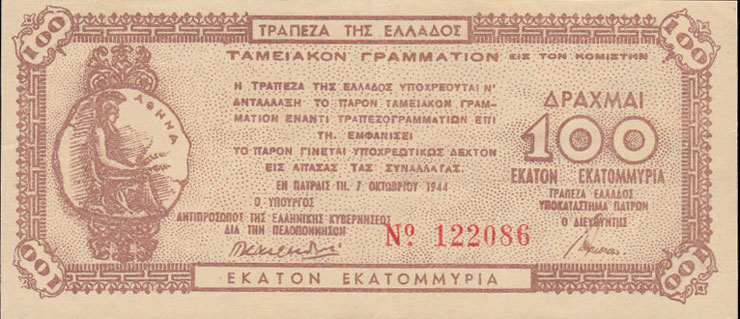 100 ΤΡΑΠΕΖΑ ΤΗΣ ΕΛΛΑΔΟΣ 100
ΤΑΜΕΙΑΚΟΝ ΓΡΑΜΜΑΤΙΟΝ ΕΙΣ ΤΟΝ ΚΟΜΙΣΤΗΝ
ΑΘΗΝΑ
Η ΤΡΑΠΕΖΑ ΤΗΣ ΕΛΛΑΔΟΣ ΥΠΟΧΡΕΟΥΤΑΙ Ν'
ΑΝΤΑΛΛΑΞΗ ΤΟ ΠΑΡΟΝ ΤΑΜΕΙΑΚΟΝ ΓΡΑΜ-
ΜΑΤΙΟΝ ΕΝΑΝΤΙ ΤΡΑΠΕΖΟΓΡΑΜΜΑΤΙΩΝ ΕΠΙ
ΤΗ. ΕΜΦΑΝΙΣΕΙ
ΤΟ ΠΑΡΟΝ ΓΙΝΕΤΑΙ ΥΠΟΧΡΕΩΤΙΚΩΣ ΔΕΚΤΟΝ
ΕΙΣ ΑΠΑΣΑΣ ΤΑΣ ΣΥΝΑΛΛΑΓΑΣ.
ΕΝ ΠΑΤΡΑΙΣ ΤΗ. 7 ΟΚΤΩΒΡΙΟΥ 1944
Ο ΥΠΟΥΡΓΟΣ
ΑΝΤΙΠΡΟΣΩΠΟΣ ΤΗΣ ΕΛΛΗΝΙΚΗΣ ΚΥΒΕΡΝΗΣΕΩΣ
ΔΙΑ ΤΗΝ ΠΕΛΟΠΟΝΝΗΣΟΝ
ΔΡΑΧΜΑΙ
100
ΕΚΑΤΟΝ ΕΚΑΤΟΜΜΥΡΙΑ
ΤΡΑΠΕΖΑ ΕΛΛΑΔΟΣ
ΥΠΟΚΑΤΑΣΤΗΜΑ ΠΑΤΡΩΝ
Ο ΔΙΕΥΘΥΝΤΗΣ
Nº 122086
100 ΕΚΑΤΟΝ ΕΚΑΤΟΜΜΥΡΙΑ 100